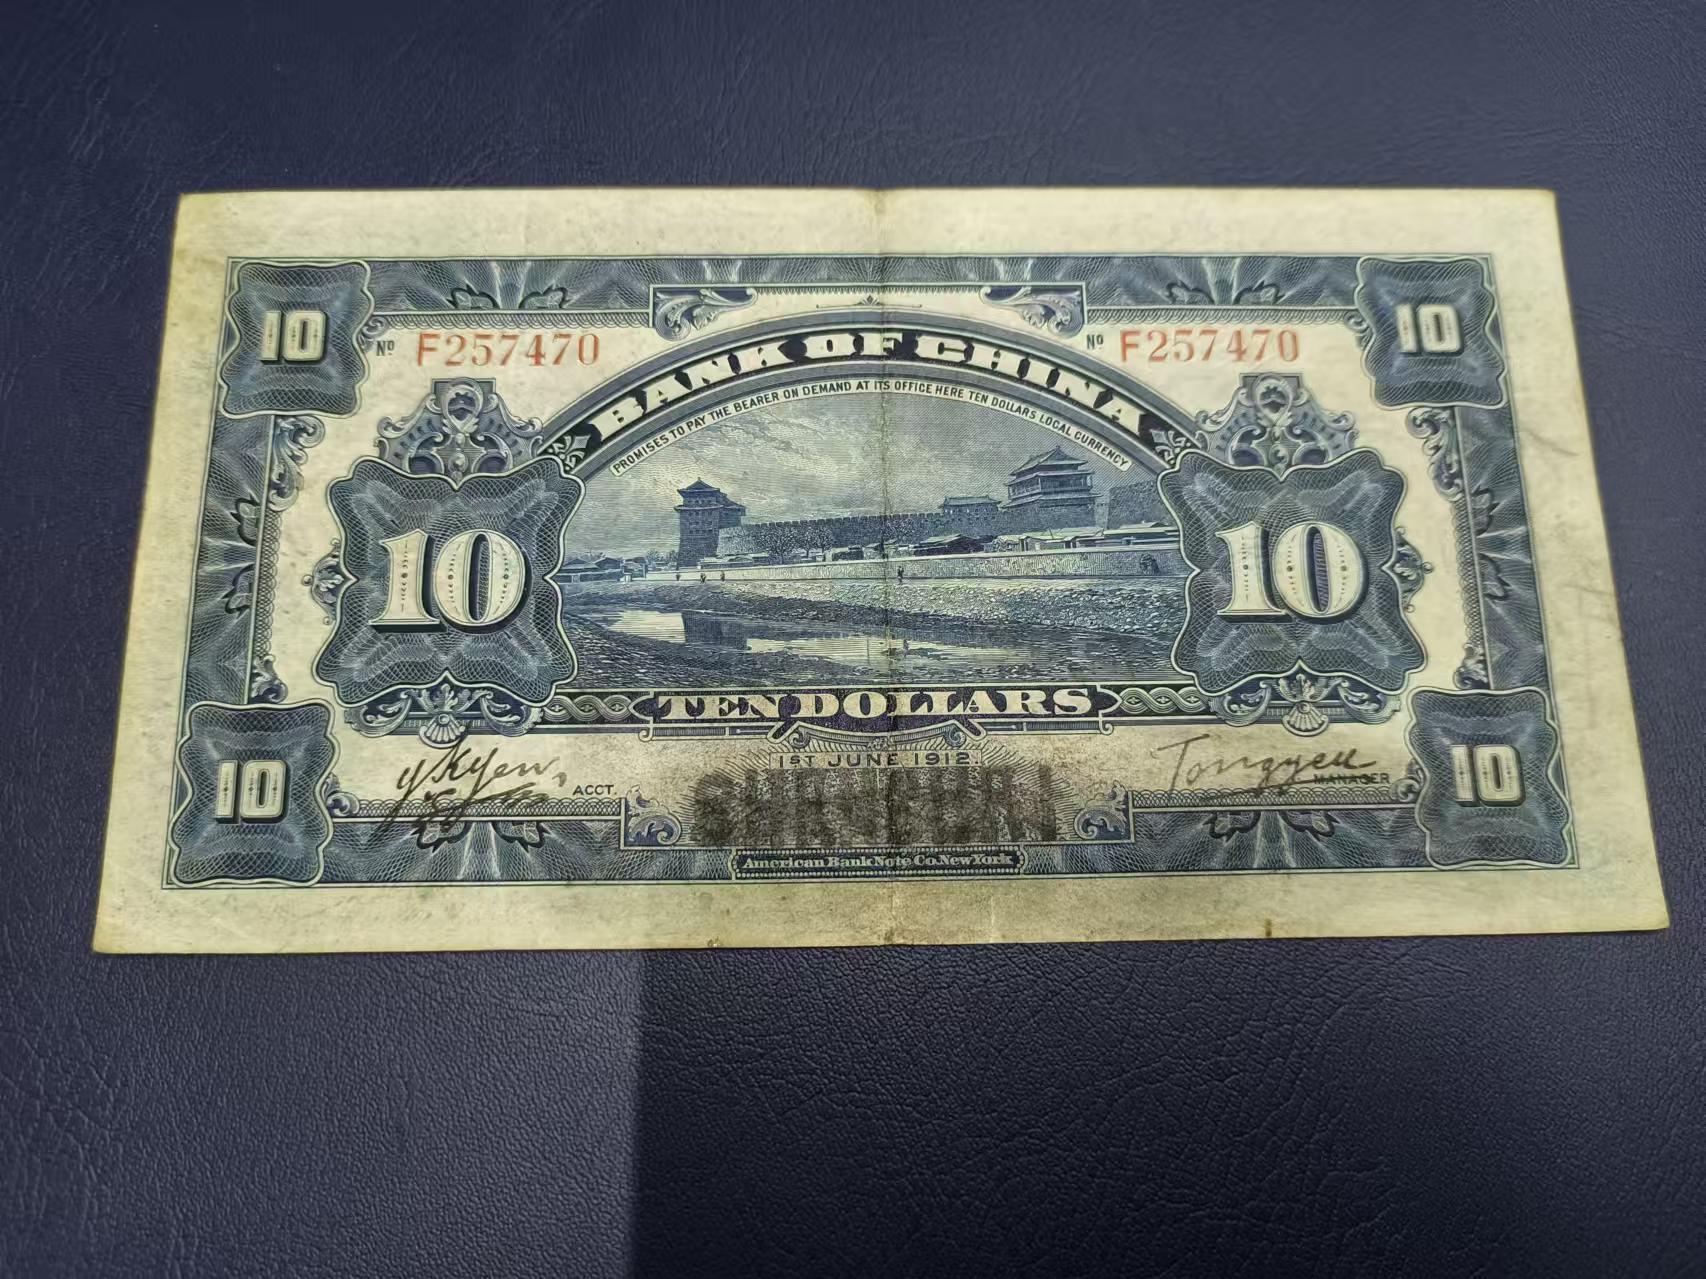 10
10
Nº F257470
Nº F257470
BANK OF CHINA
PROMISES TO PAY THE BEARER ON DEMAND AT ITS OFFICE HERE TEN DOLLARS LOCAL CURRENCY
10
10
TEN DOLLARS
1ST JUNE 1912.
SHANGHAI
ACCT.
Tongyeu
MANAGER
10
10
American Bank Note Co. New York